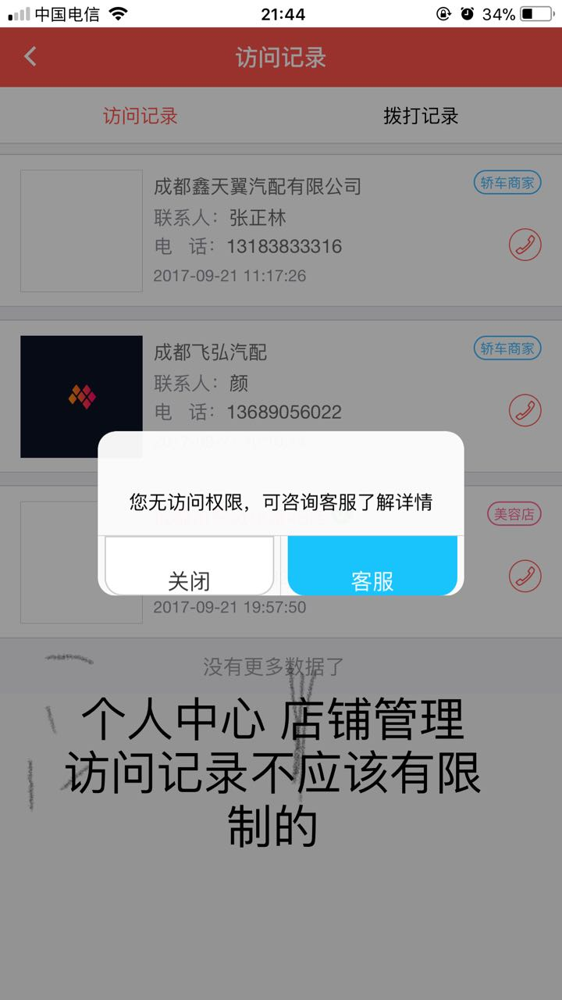 中国电信 21:44 34%
访问记录
访问记录 拨打记录
成都鑫天翼汽配有限公司 轿车商家
联系人：张正林
电 话：13183833316
2017-09-21 11:17:26
成都飞弘汽配 轿车商家
联系人：颜
电 话：13689056022
您无访问权限，可咨询客服了解详情
美容店
关闭 客服
2017-09-21 19:57:50
没有更多数据了
个人中心 店铺管理
访问记录不应该有限
制的